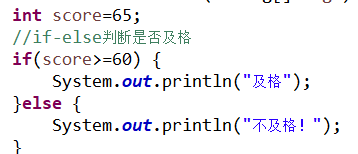 int score=65;
//if-else判断是否及格
if(score>=60) {
System.out.println("及格");
}else {
System.out.println("不及格！");
}